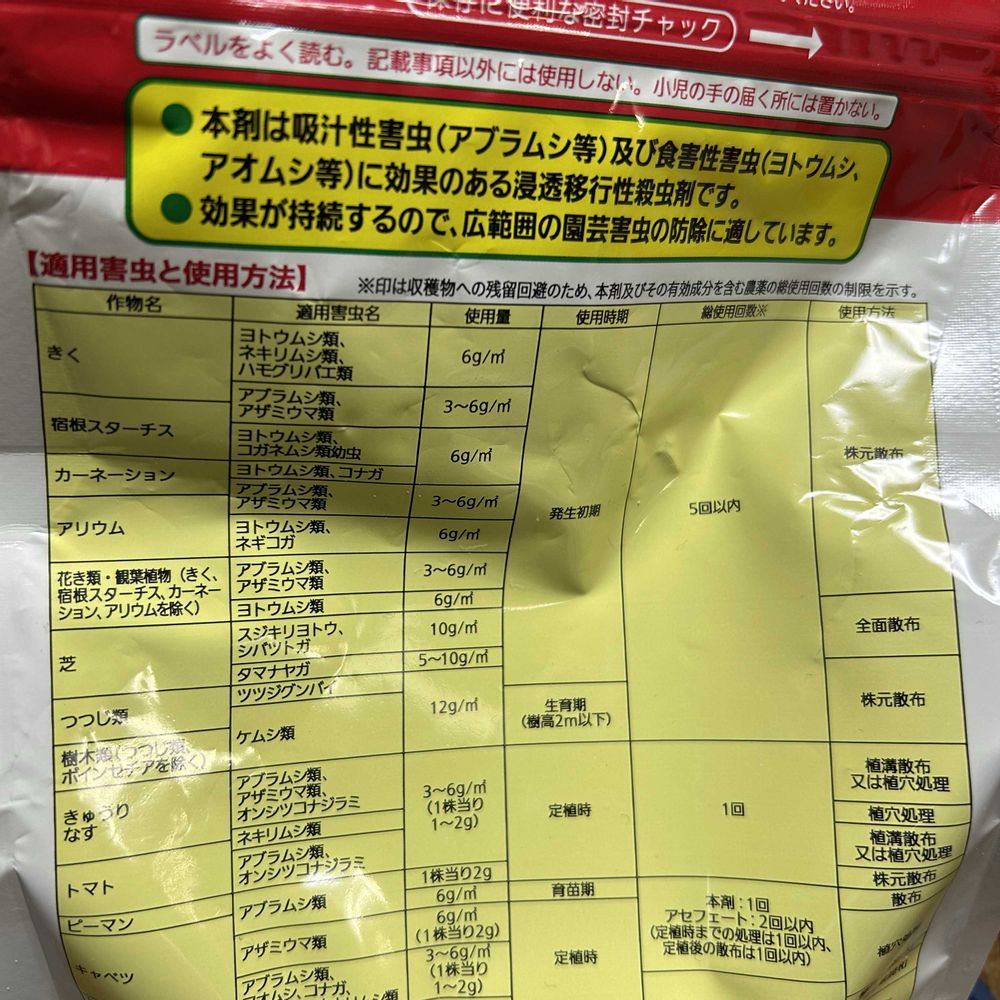 保存に便利な密封チャック
ください。
ラベルをよく読む。記載事項以外には使用しない。小児の手の届く所には置かない。
● 本剤は吸汁性害虫(アブラムシ等)及び食害性害虫(ヨトウムシ、
アオムシ等)に効果のある浸透移行性殺虫剤です。
● 効果が持続するので、広範囲の園芸害虫の防除に適しています。
【適用害虫と使用方法】
※印は収穫物への残留回避のため、本剤及びその有効成分を含む農薬の総使用回数の制限を示す。
作物名 適用害虫名 使用量 使用時期 総使用回数※ 使用方法
きく
ヨトウムシ類、
ネキリムシ類、
ハモグリバエ類
6g/㎡
アブラムシ類、
アザミウマ類
3〜6g/㎡
宿根スターチス
ヨトウムシ類、
コガネムシ類幼虫
6g/㎡
株元散布
カーネーション
ヨトウムシ類、コナガ
アブラムシ類、
アザミウマ類
3〜6g/㎡
発生初期
5回以内
アリウム
ヨトウムシ類、
ネギコガ
6g/㎡
花き類・観葉植物(きく、
宿根スターチス、カーネー
ション、アリウムを除く)
アブラムシ類、
アザミウマ類
3〜6g/㎡
ヨトウムシ類
6g/㎡
芝
スジキリヨトウ、
シバツトガ
10g/㎡
全面散布
タマナヤガ
5〜10g/㎡
つつじ類
ツツジグンバイ
12g/㎡
生育期
(樹高2m以下)
株元散布
樹木類(つつじ類、
ポインセチアを除く)
ケムシ類
きゅうり
なす
アブラムシ類、
アザミウマ類、
オンシツコナジラミ
3〜6g/㎡
(1株当り
1〜2g)
定植時
1回
植溝散布
又は植穴処理
ネキリムシ類
植穴処理
トマト
アブラムシ類、
オンシツコナジラミ
植溝散布
又は植穴処理
1株当り2g
株元散布
ピーマン
アブラムシ類
6g/㎡
育苗期
散布
6g/㎡
(1株当り2g)
本剤:1回
アセフェート:2回以内
(定植時までの処理は1回以内、
定植後の散布は1回以内)
キャベツ
アザミウマ類
3〜6g/㎡
(1株当り
1〜2g)
定植時
アブラムシ類、
アオムシ、コナガ、